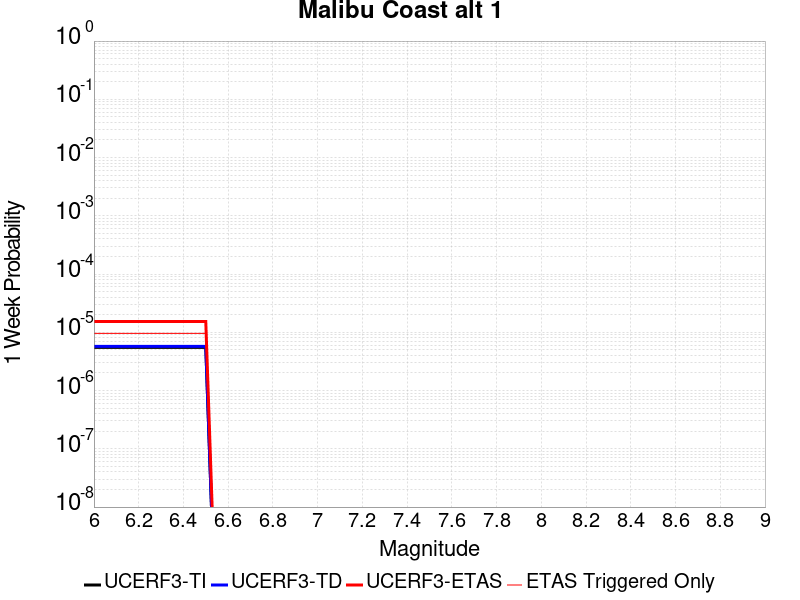 Malibu Coast alt 1
10^0
10^-1
10^-2
10^-3
10^-4
10^-5
10^-6
10^-7
10^-8
1 Week Probability
6 6.2 6.4 6.6 6.8 7 7.2 7.4 7.6 7.8 8 8.2 8.4 8.6 8.8 9
Magnitude
UCERF3-TI UCERF3-TD UCERF3-ETAS ETAS Triggered Only